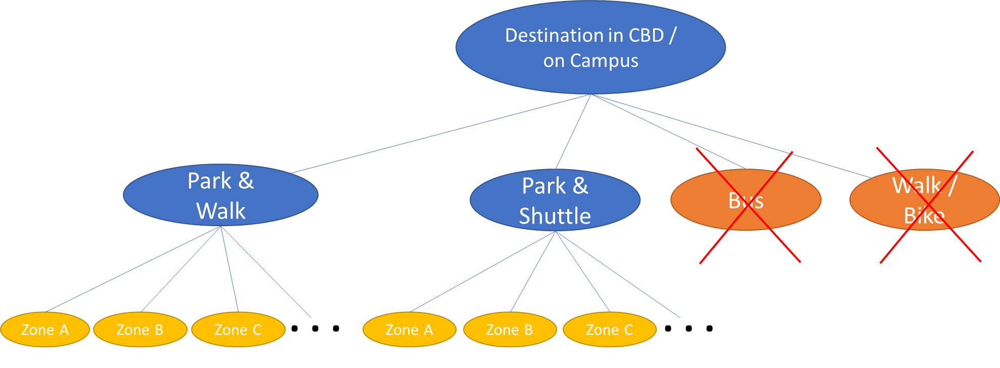 Destination in CBD /
on Campus
Park &
Walk
Park &
Shuttle
Bus
Walk /
Bike
Zone A
Zone B
Zone C
Zone A
Zone B
Zone C